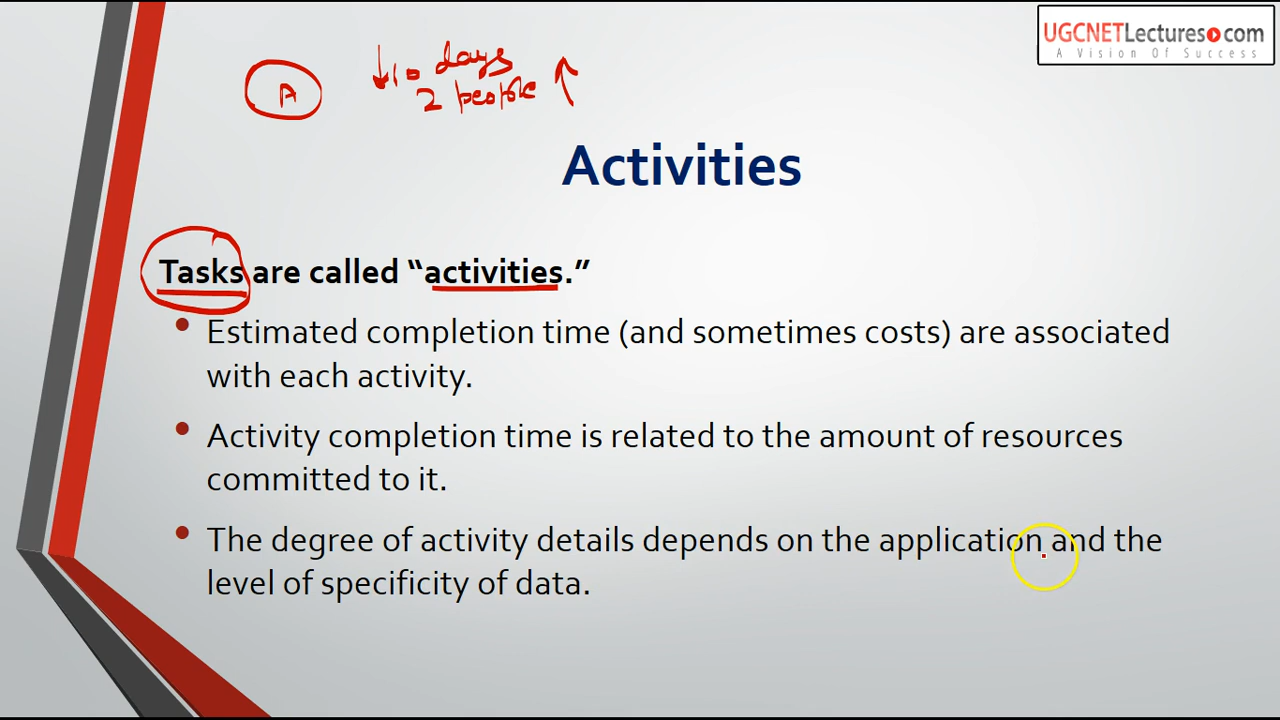 UGCNETLectures.com
A Vision Of Success
↓10 days
A
2 people ↑
Activities
Tasks are called “activities.”
• Estimated completion time (and sometimes costs) are associated
with each activity.
• Activity completion time is related to the amount of resources
committed to it.
• The degree of activity details depends on the application and the
level of specificity of data.